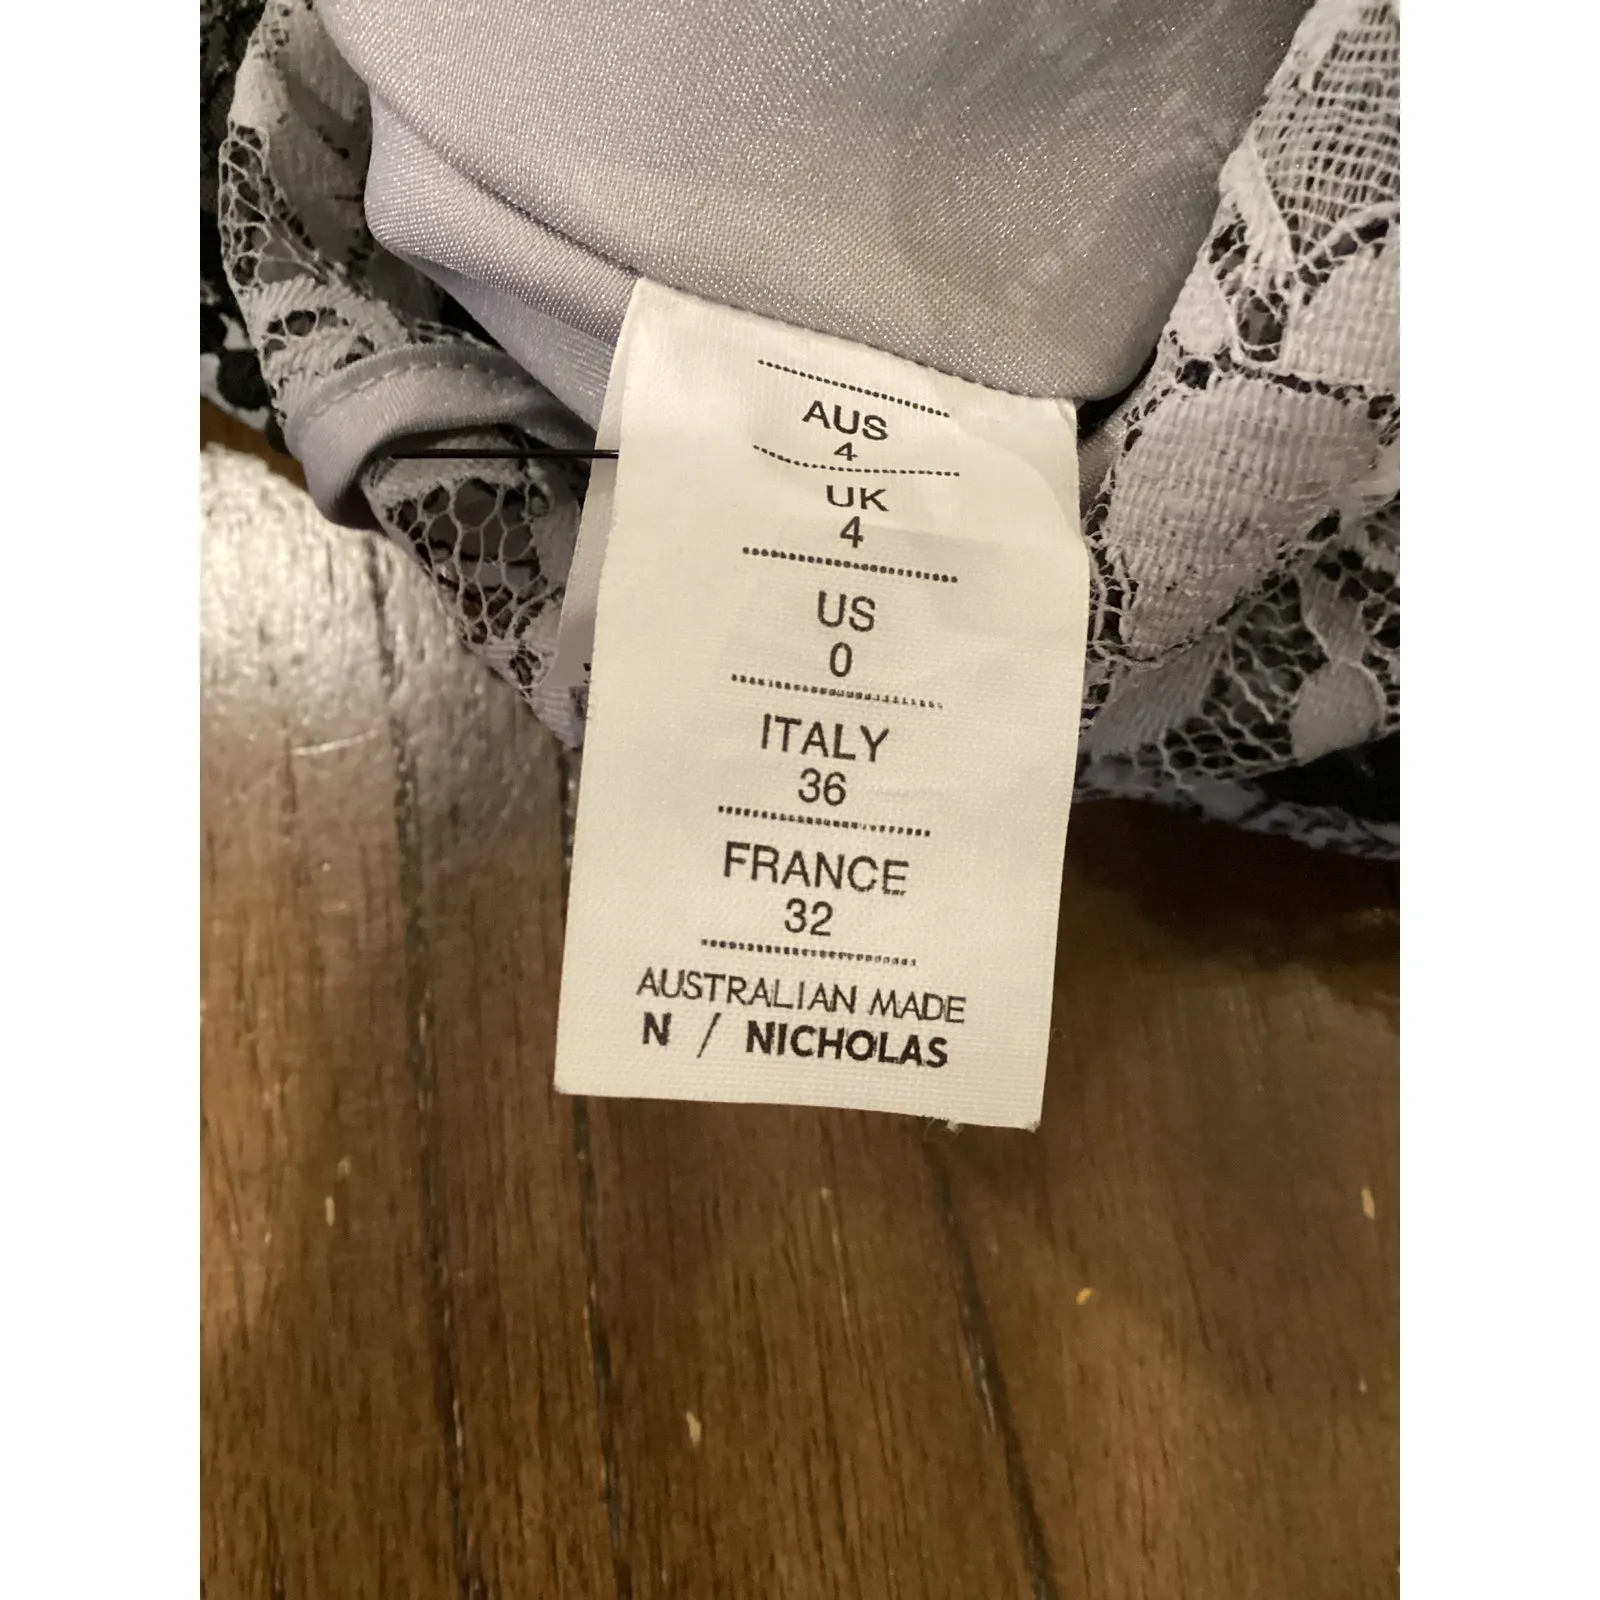 AUS
4
UK
4
US
0
ITALY
36
FRANCE
32
AUSTRALIAN MADE
N / NICHOLAS